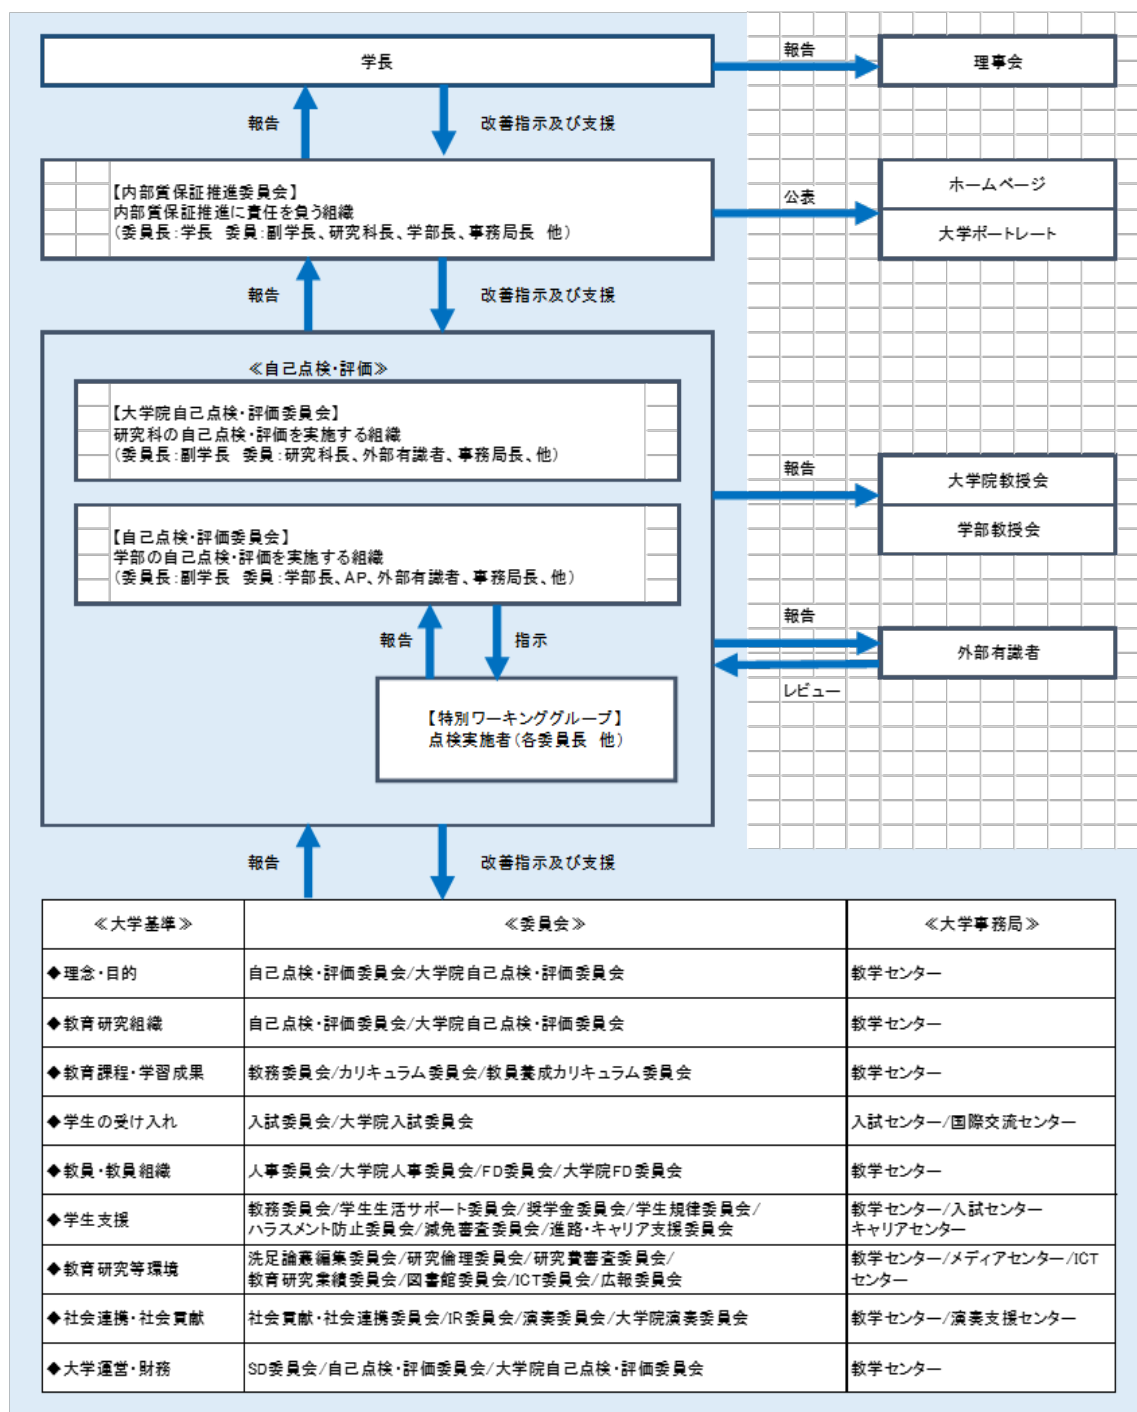 学長
報告
理事会
報告
改善指示及び支援
【内部質保証推進委員会】
内部質保証推進に責任を負う組織
(委員長:学長 委員:副学長、研究科長、学部長、事務局長 他)
公表
ホームページ
大学ポートレート
報告
改善指示及び支援
≪自己点検・評価≫
【大学院自己点検・評価委員会】
研究科の自己点検・評価を実施する組織
(委員長:副学長 委員:研究科長、外部有識者、事務局長、他)
報告
大学院教授会
学部教授会
【自己点検・評価委員会】
学部の自己点検・評価を実施する組織
(委員長:副学長 委員:学部長、AP、外部有識者、事務局長、他)
報告
指示
報告
外部有識者
レビュー
【特別ワーキンググループ】
点検実施者(各委員長 他)
報告
改善指示及び支援
≪大学基準≫
≪委員会≫
≪大学事務局≫
◆理念・目的
自己点検・評価委員会/大学院自己点検・評価委員会
教学センター
◆教育研究組織
自己点検・評価委員会/大学院自己点検・評価委員会
教学センター
◆教育課程・学習成果
教務委員会/カリキュラム委員会/教員養成カリキュラム委員会
教学センター
◆学生の受け入れ
入試委員会/大学院入試委員会
入試センター/国際交流センター
◆教員・教員組織
人事委員会/大学院人事委員会/FD委員会/大学院FD委員会
教学センター
◆学生支援
教務委員会/学生生活サポート委員会/奨学金委員会/学生規律委員会/
ハラスメント防止委員会/減免審査委員会/進路・キャリア支援委員会
教学センター/入試センター
キャリアセンター
◆教育研究等環境
洗足論叢編集委員会/研究倫理委員会/研究費審査委員会/
教育研究業績委員会/図書館委員会/ICT委員会/広報委員会
教学センター/メディアセンター/ICT
センター
◆社会連携・社会貢献
社会貢献・社会連携委員会/IR委員会/演奏委員会/大学院演奏委員会
教学センター/演奏支援センター
◆大学運営・財務
SD委員会/自己点検・評価委員会/大学院自己点検・評価委員会
教学センター